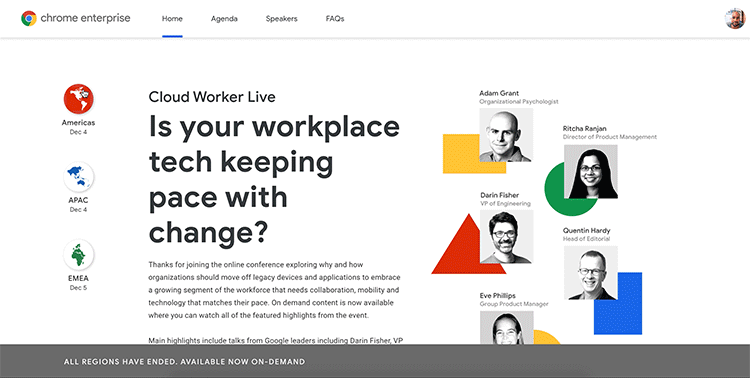 chrome enterprise
Home
Agenda
Speakers
FAQs
Americas
Dec 4
APAC
Dec 4
EMEA
Dec 5
Cloud Worker Live
Is your workplace
tech keeping
pace with
change?
Thanks for joining the online conference exploring why and how
organizations should move off legacy devices and applications to embrace
a growing segment of the workforce that needs collaboration, mobility and
technology that matches their pace. On demand content is now available
where you can watch all of the featured highlights from the event.
Main highlights include talks from Google leaders including Darin Fisher, VP
Adam Grant
Organizational Psychologist
Ritcha Ranjan
Director of Product Management
Darin Fisher
VP of Engineering
Quentin Hardy
Head of Editorial
Eve Phillips
Group Product Manager
ALL REGIONS HAVE ENDED. AVAILABLE NOW ON-DEMAND